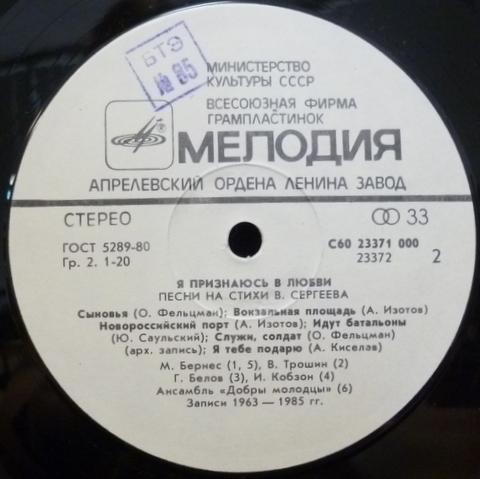 БТЭ
№ 85
МИНИСТЕРСТВО
КУЛЬТУРЫ СССР
ВСЕСОЮЗНАЯ ФИРМА
ГРАМПЛАСТИНОК
МЕЛОДИЯ
АПРЕЛЕВСКИЙ ОРДЕНА ЛЕНИНА ЗАВОД
СТЕРЕО 33
ГОСТ 5289-80 С60 23371 000
Гр. 2. 1-20 23372 2
Я ПРИЗНАЮСЬ В ЛЮБВИ
ПЕСНИ НА СТИХИ В. СЕРГЕЕВА
Сыновья (О. Фельцман); Вокзальная площадь (А. Изотов)
Новороссийский порт (А. Изотов); Идут батальоны
(Ю. Саульский); Служи, солдат (О. Фельцман)
(арх. запись); Я тебе подарю (А. Киселев)
М. Бернес (1, 5), В. Трошин (2)
Г. Белов (3), И. Кобзон (4)
Ансамбль «Добры молодцы» (6)
Записи 1963 — 1985 гг.